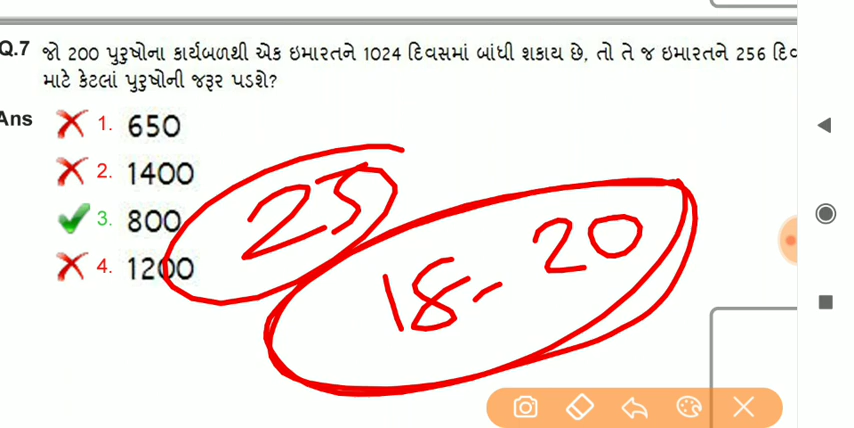 Q.7 જો 200 પુરુષોના કાર્યબળથી એક ઇમારતને 1024 દિવસમાં બાંધી શકાય છે, તો તે જ ઇમારતને 256
માટે કેટલાં પુરુષોની જરૂર પડશે?
Ans 1. 650
2. 1400
3. 800
4. 1200
25
18-20